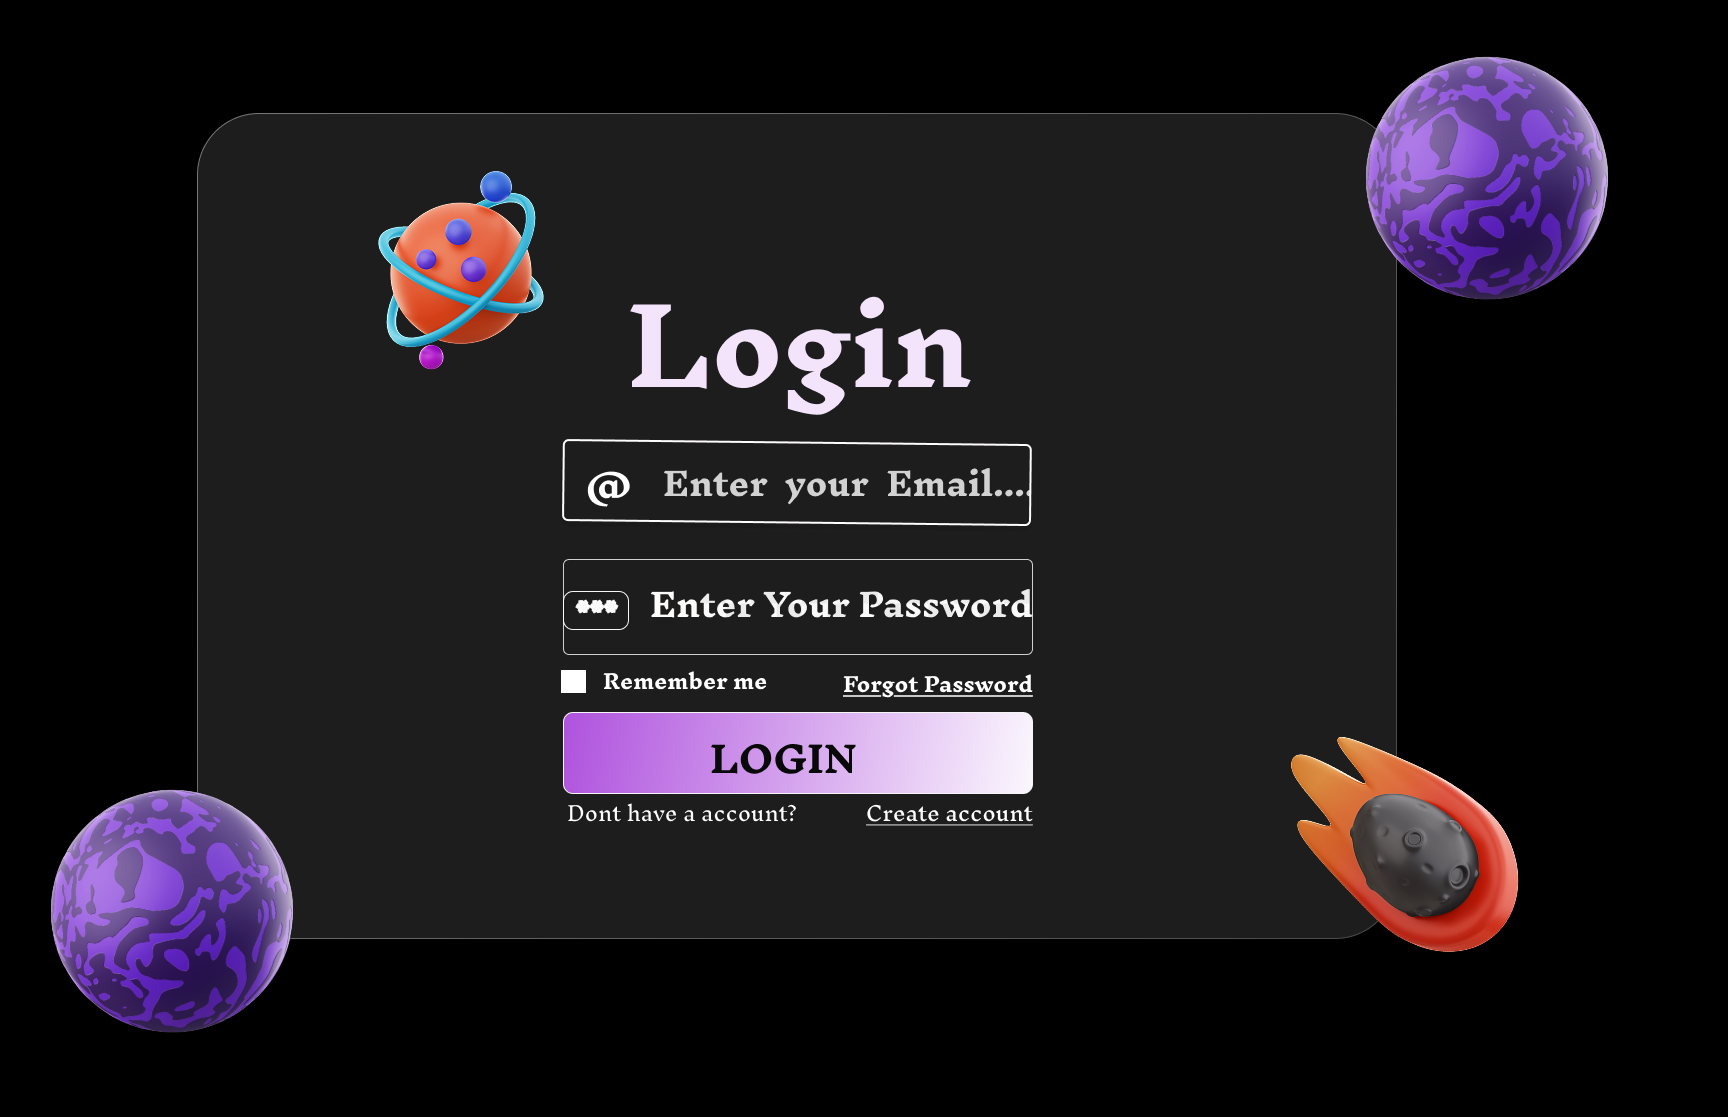 Login
@ Enter your Email....
Enter Your Password
Remember me
Forgot Password
LOGIN
Dont have a account?
Create account